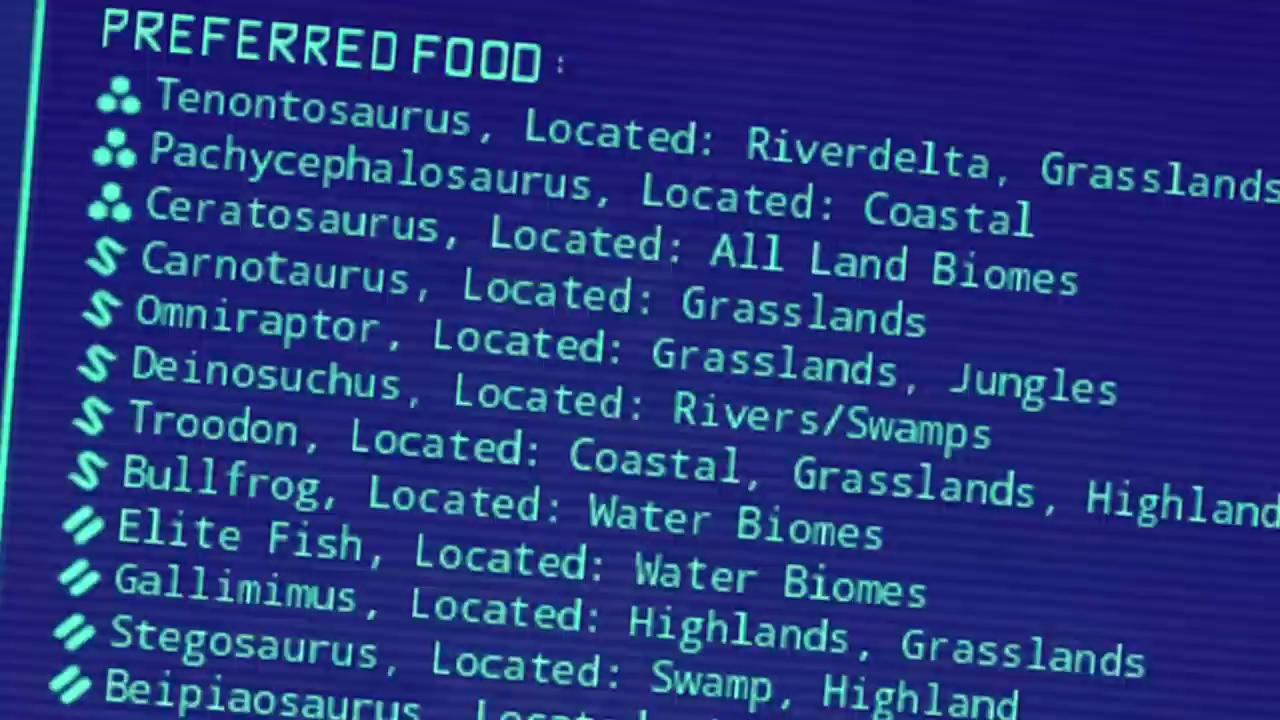 PREFERRED FOOD :
Tenontosaurus, Located: Riverdelta, Grasslands
Pachycephalosaurus, Located: Coastal
Ceratosaurus, Located: All Land Biomes
Carnotaurus, Located: Grasslands
Omniraptor, Located: Grasslands, Jungles
Deinosuchus, Located: Rivers/Swamps
Troodon, Located: Coastal, Grasslands, Highland
Bullfrog, Located: Water Biomes
Elite Fish, Located: Water Biomes
Gallimimus, Located: Highlands, Grasslands
Stegosaurus, Located: Swamp, Highland
Beipiaosaurus, Located: